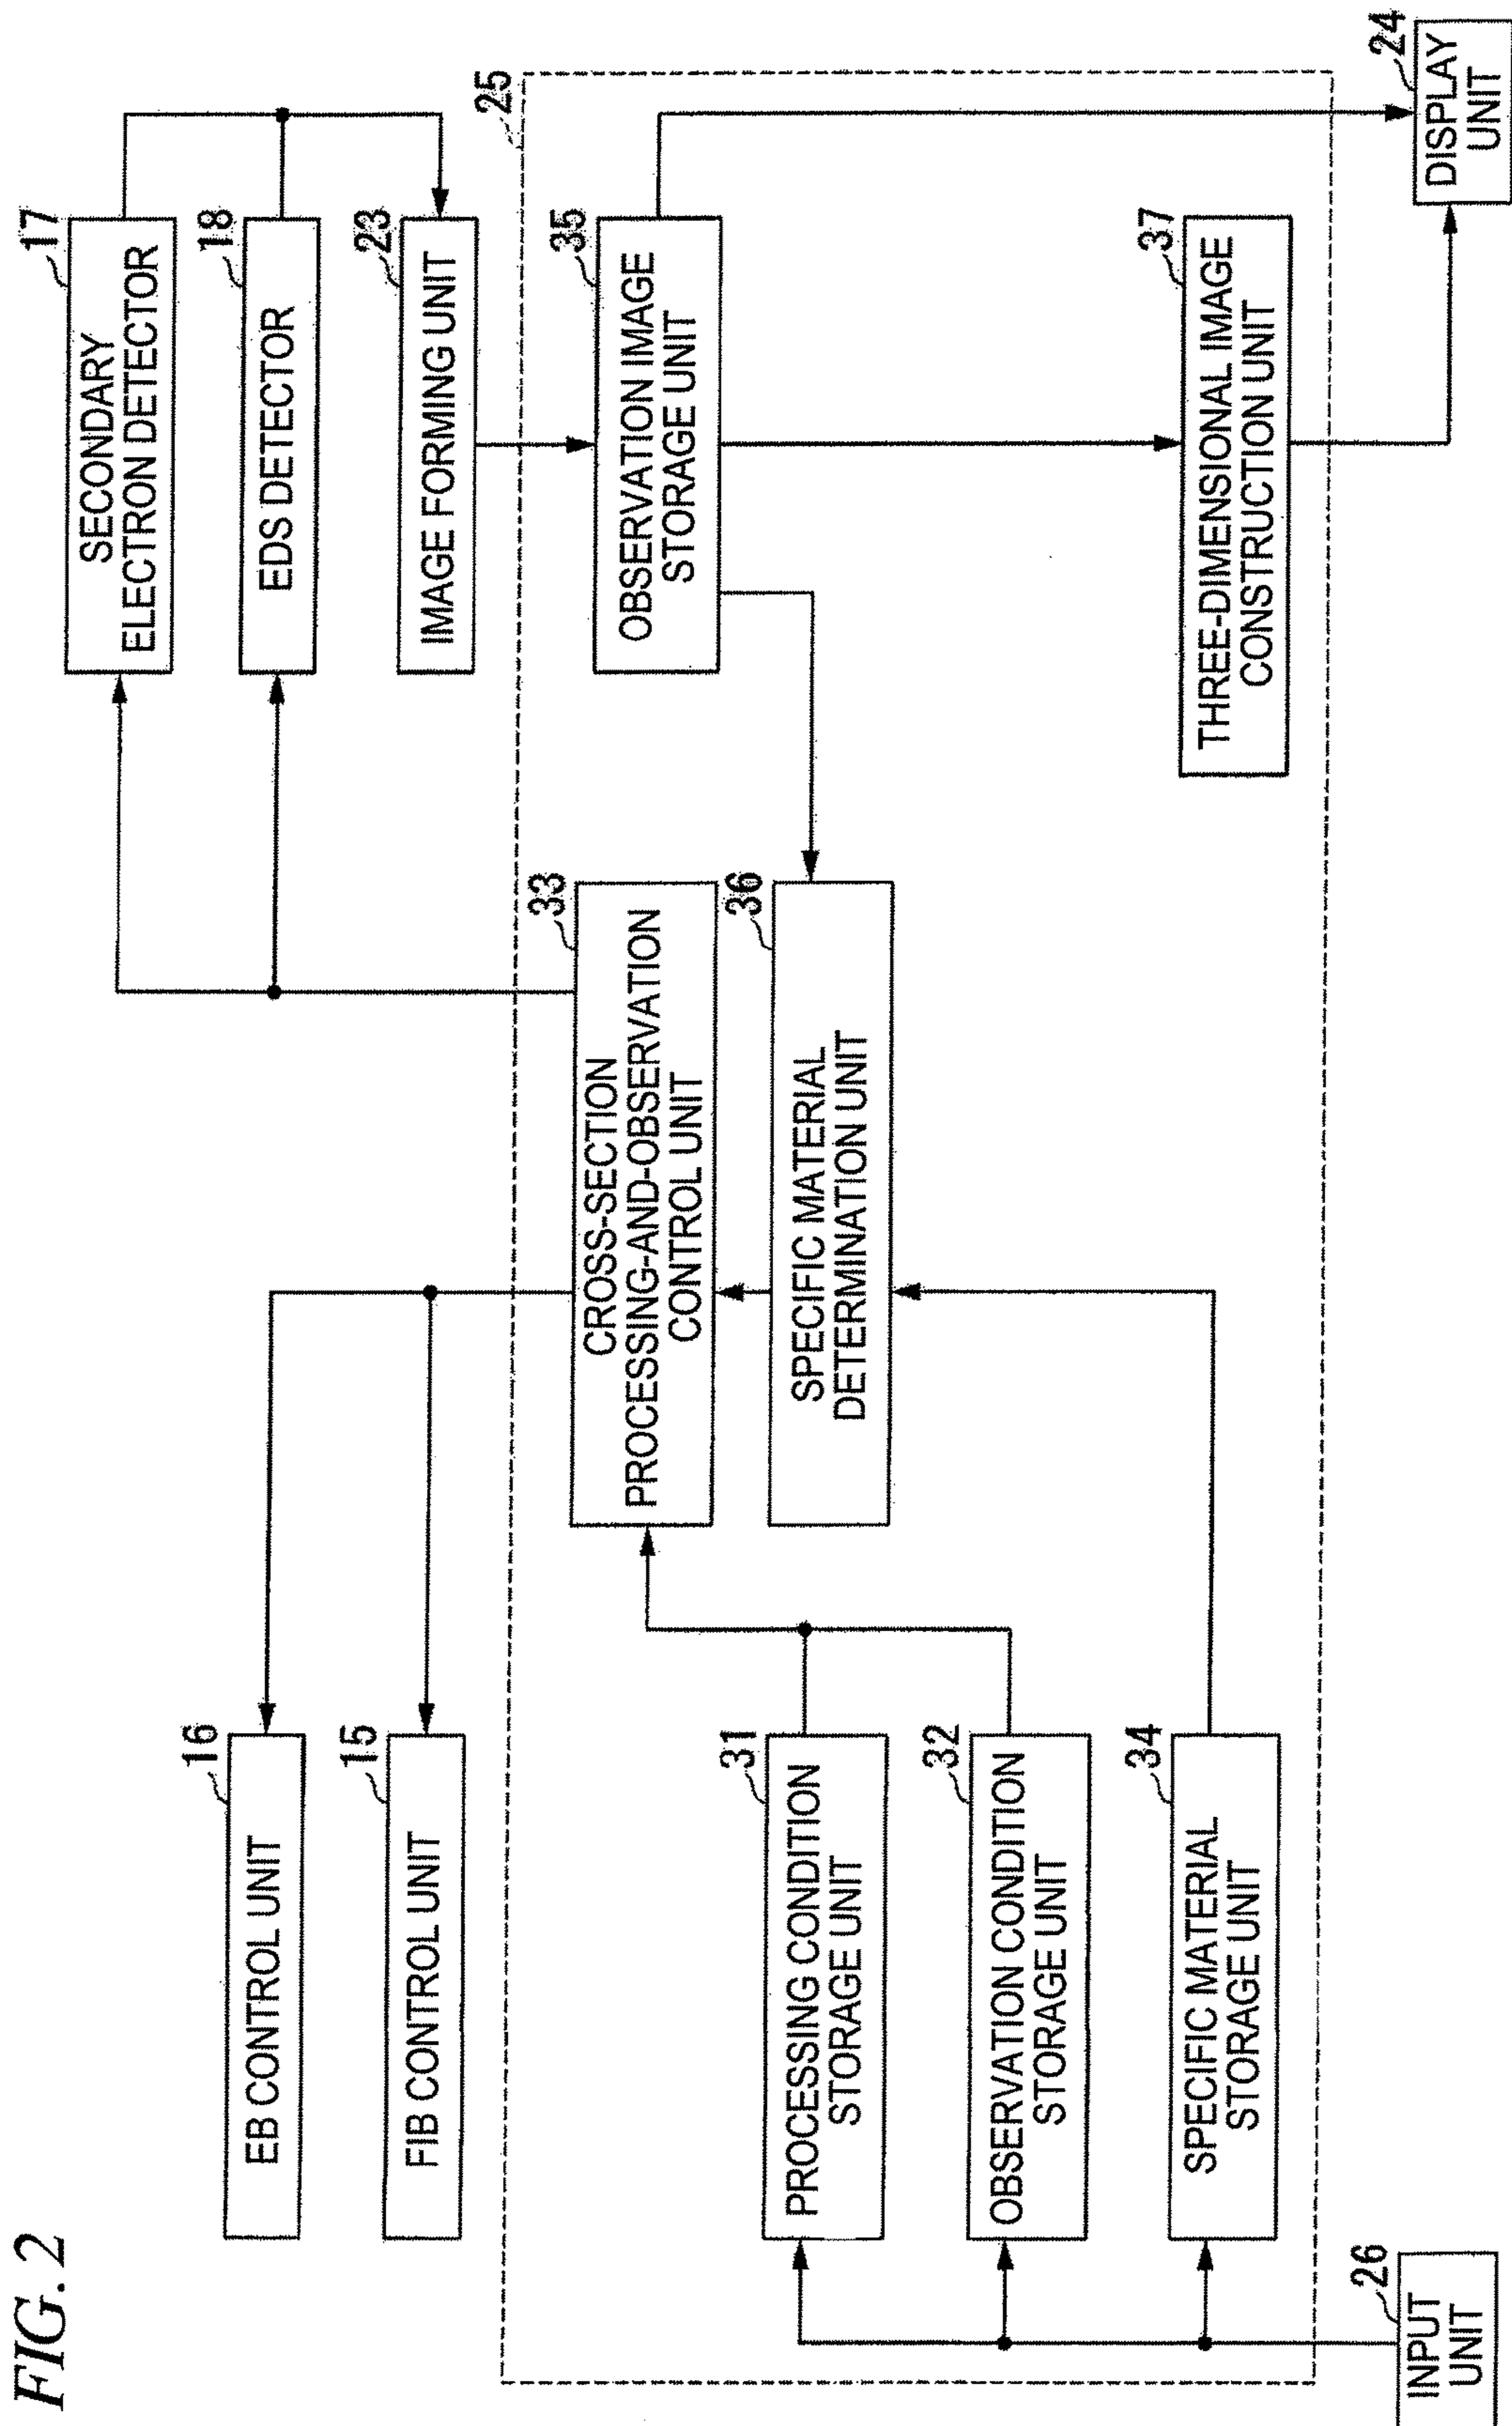 FIG. 2
16
EB CONTROL UNIT
15
FIB CONTROL UNIT
17
SECONDARY
ELECTRON DETECTOR
18
EDS DETECTOR
23
IMAGE FORMING UNIT
25
33
CROSS-SECTION
PROCESSING-AND-OBSERVATION
CONTROL UNIT
35
OBSERVATION IMAGE
STORAGE UNIT
31
PROCESSING CONDITION
STORAGE UNIT
36
SPECIFIC MATERIAL
DETERMINATION UNIT
32
OBSERVATION CONDITION
STORAGE UNIT
34
SPECIFIC MATERIAL
STORAGE UNIT
37
THREE-DIMENSIONAL IMAGE
CONSTRUCTION UNIT
26
INPUT
UNIT
24
DISPLAY
UNIT